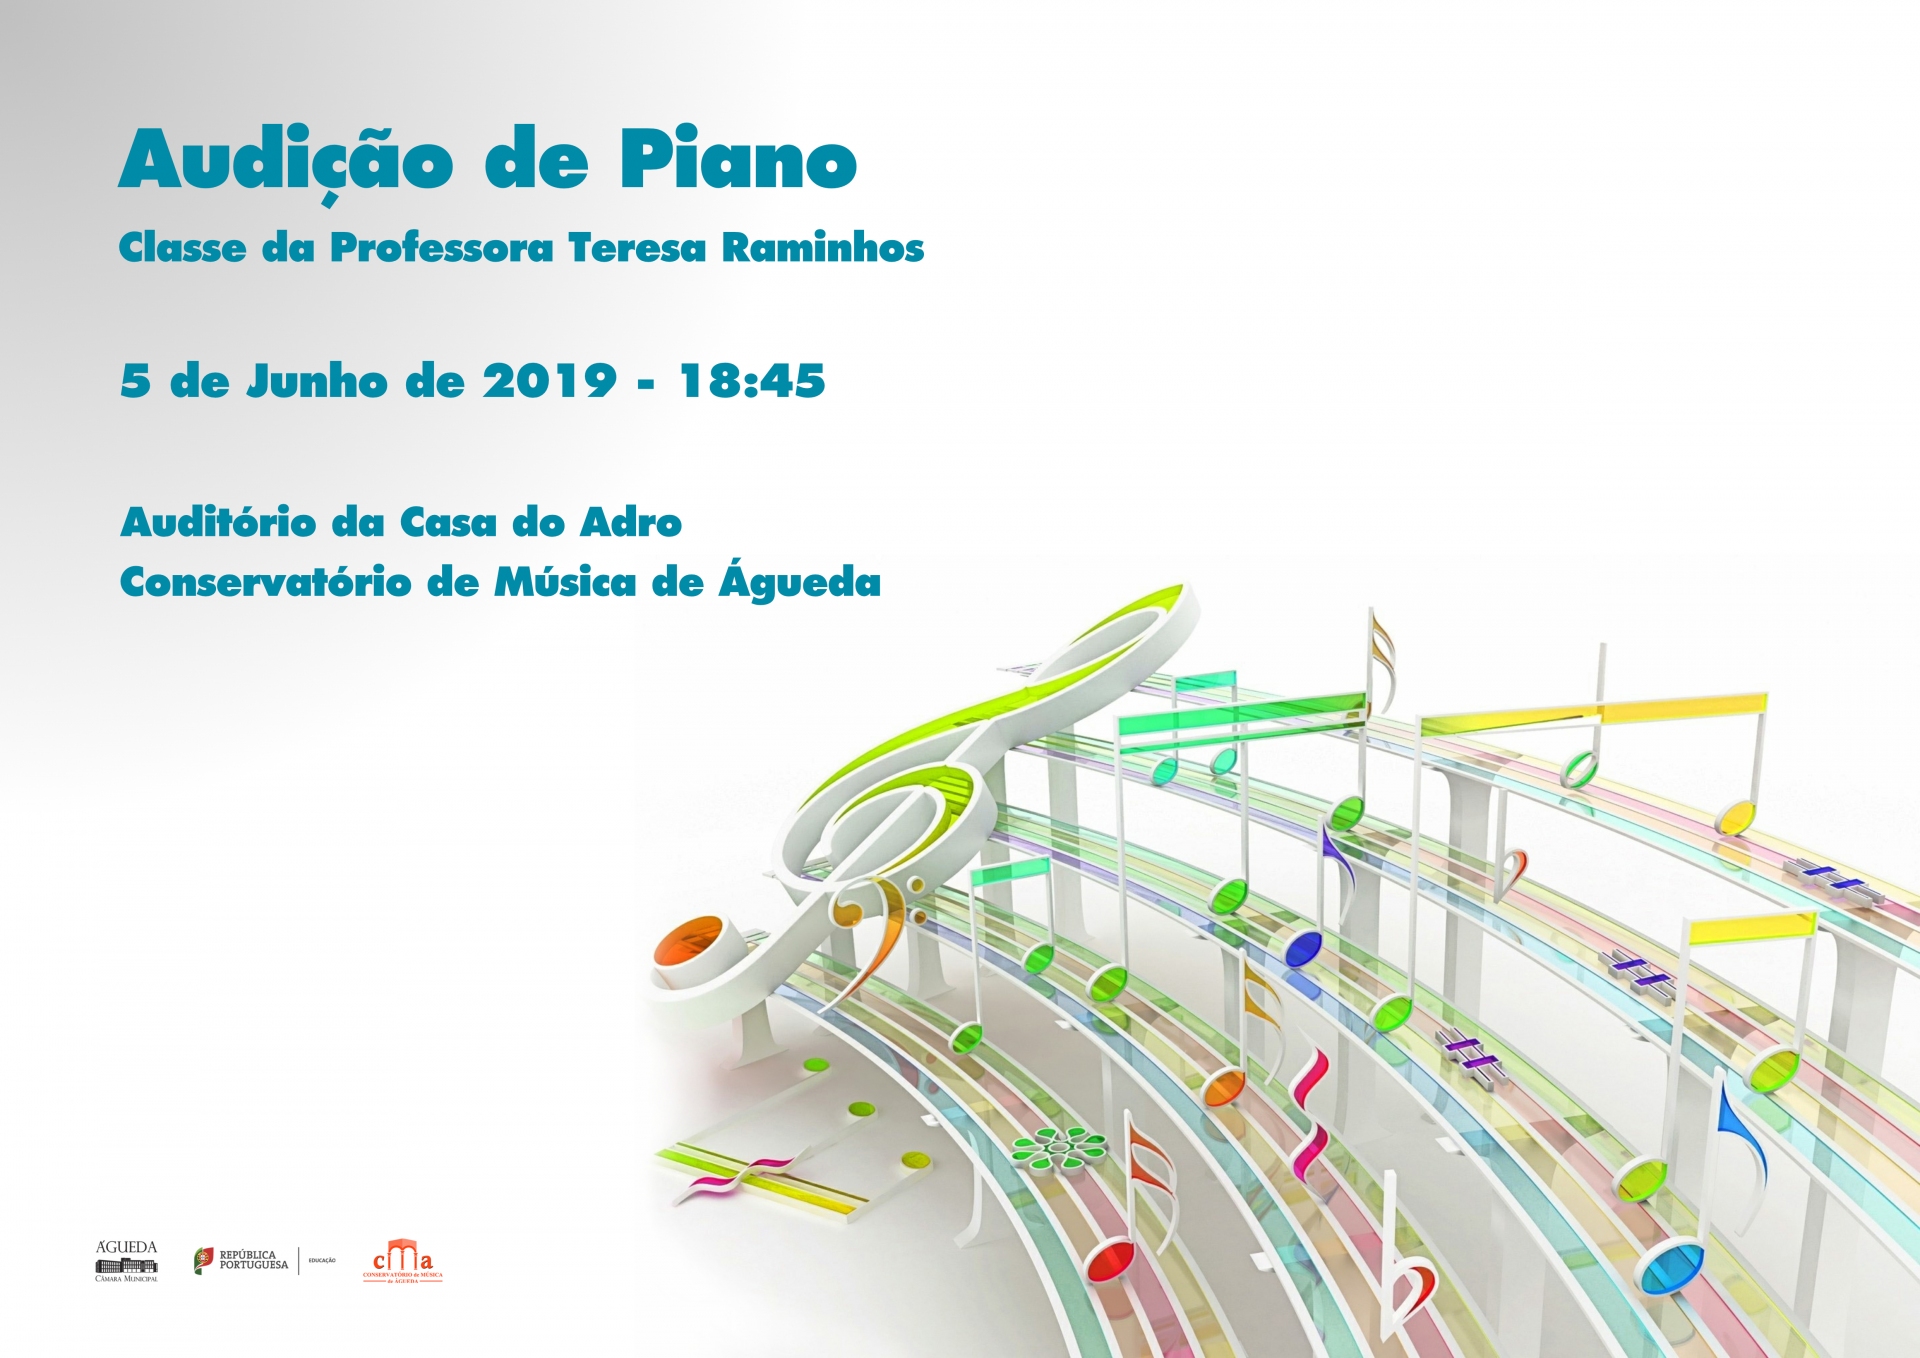 Audição de Piano
Classe da Professora Teresa Raminhos
5 de Junho de 2019 - 18:45
Auditório da Casa do Adro
Conservatório de Música de Águeda
ÁGUEDA
CÂMARA MUNICIPAL
REPÚBLICA
PORTUGUESA
EDUCAÇÃO
cma
CONSERVATÓRIO de MÚSICA
de ÁGUEDA